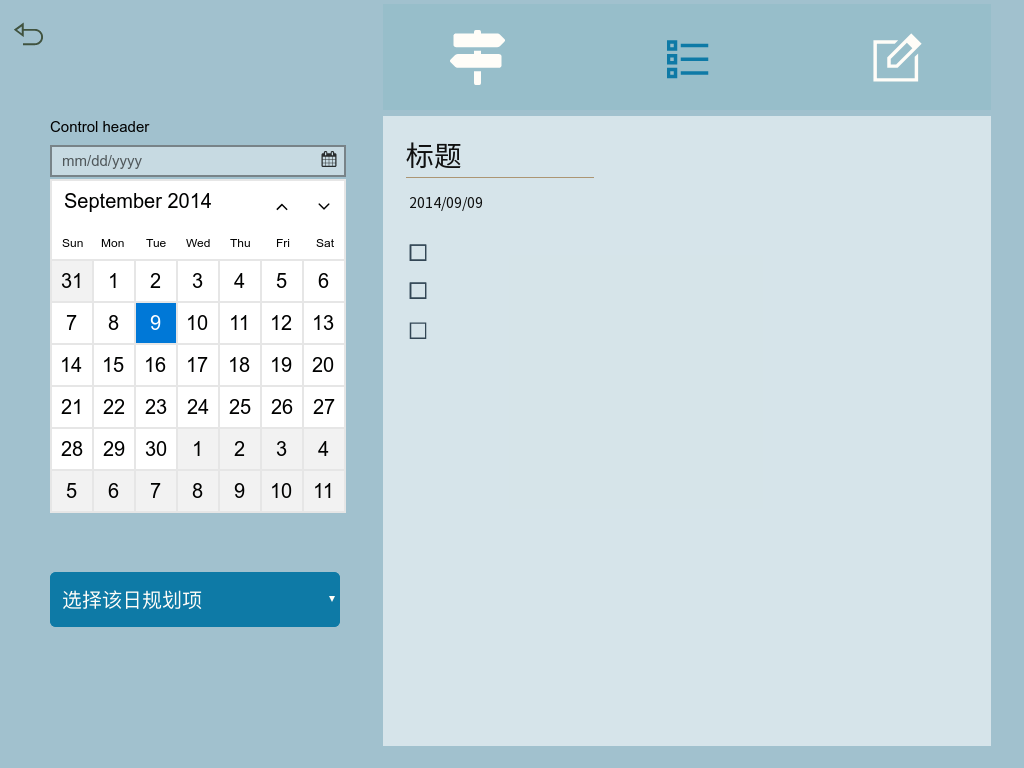 Control header
mm/dd/yyyy
September 2014
Sun Mon Tue Wed Thu Fri Sat
31 1 2 3 4 5 6
7 8 9 10 11 12 13
14 15 16 17 18 19 20
21 22 23 24 25 26 27
28 29 30 1 2 3 4
5 6 7 8 9 10 11
选择该日规划项
标题
2014/09/09